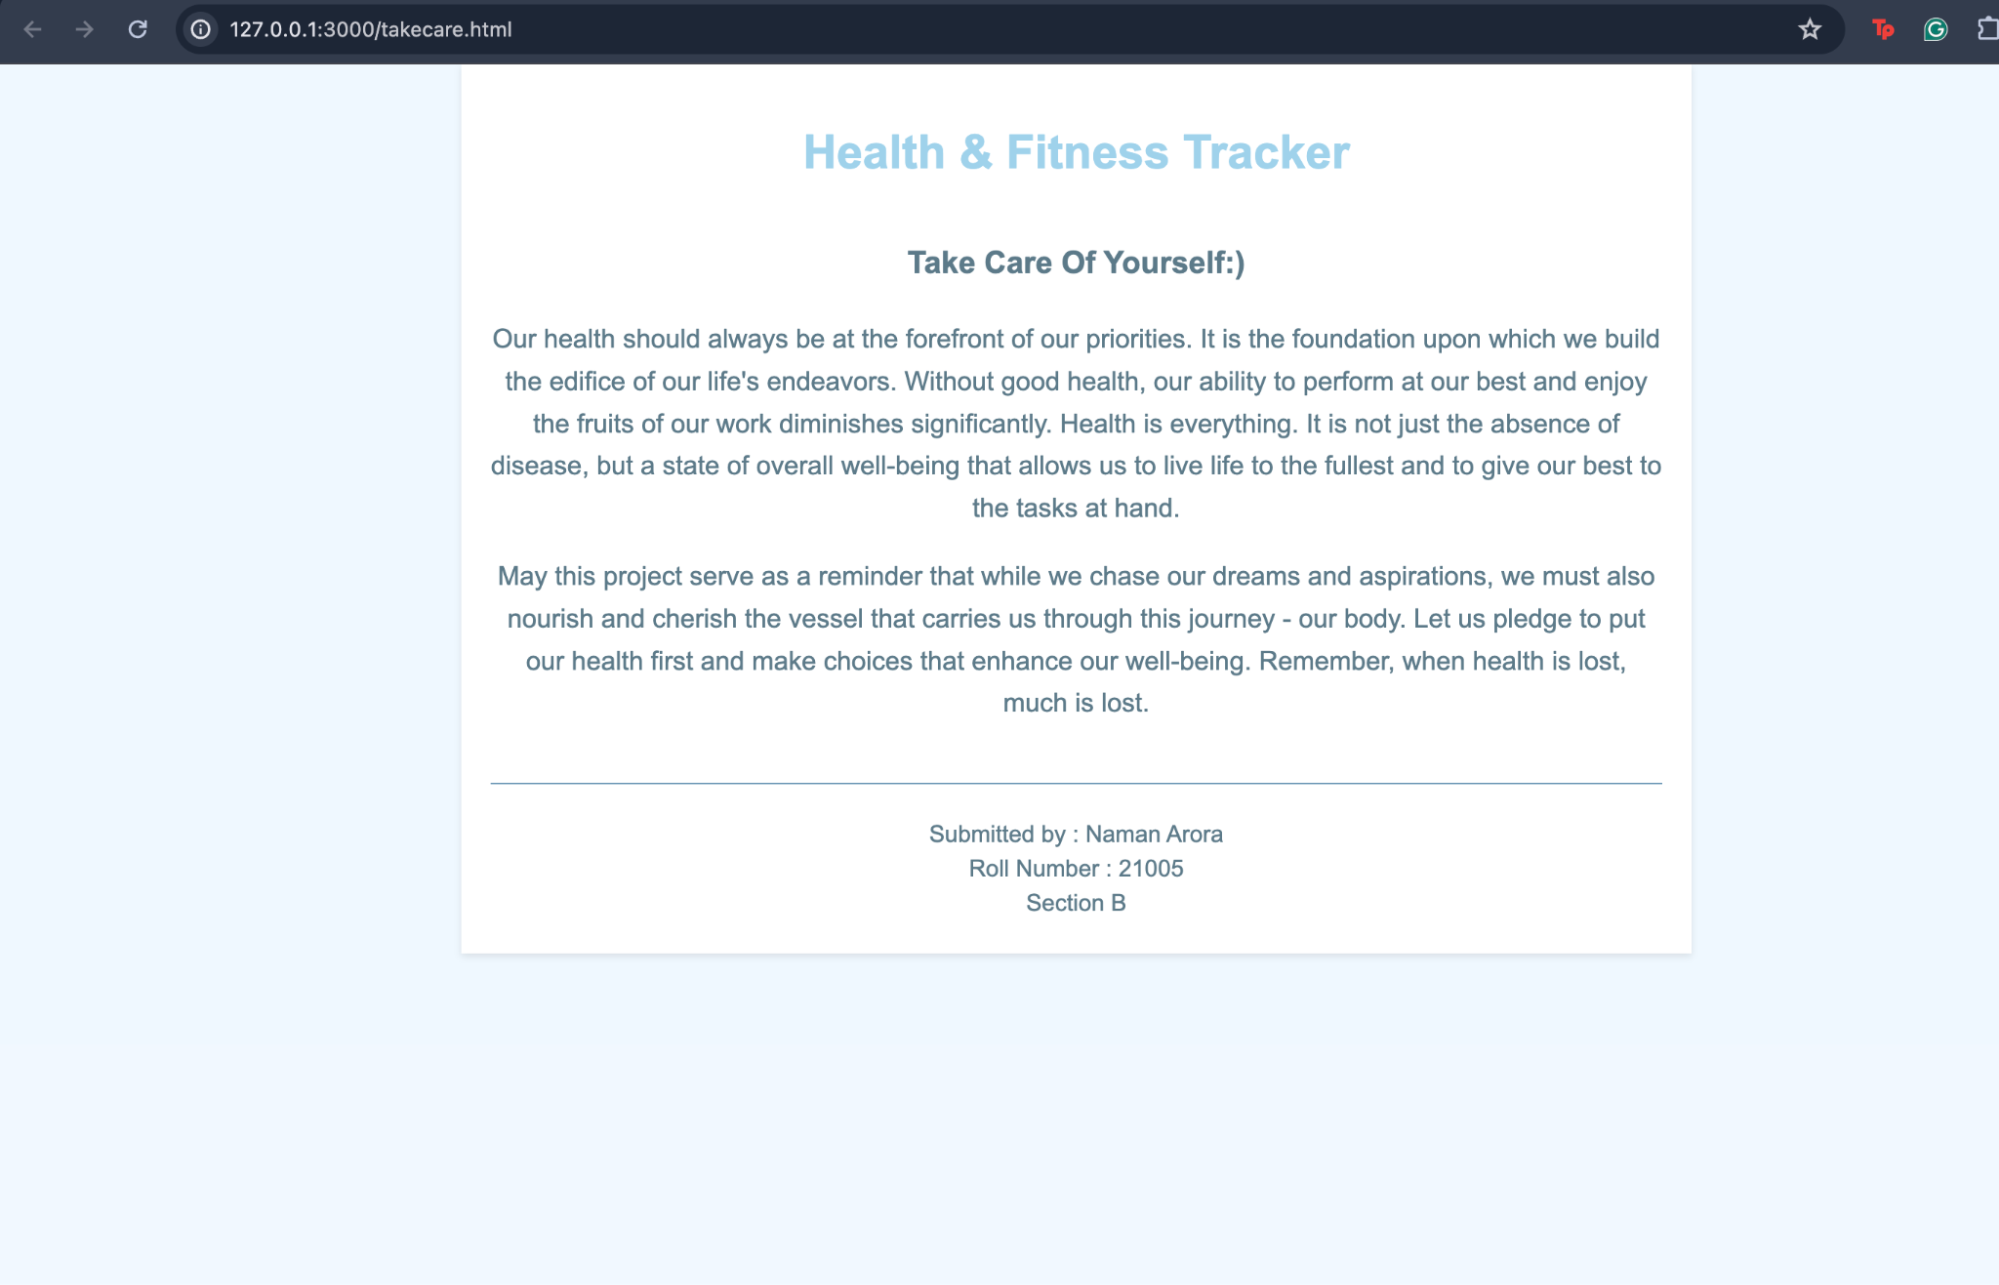 127.0.0.1:3000/takecare.html
Tp
G
Health & Fitness Tracker
Take Care Of Yourself:)
Our health should always be at the forefront of our priorities. It is the foundation upon which we build
the edifice of our life's endeavors. Without good health, our ability to perform at our best and enjoy
the fruits of our work diminishes significantly. Health is everything. It is not just the absence of
disease, but a state of overall well-being that allows us to live life to the fullest and to give our best to
the tasks at hand.
May this project serve as a reminder that while we chase our dreams and aspirations, we must also
nourish and cherish the vessel that carries us through this journey - our body. Let us pledge to put
our health first and make choices that enhance our well-being. Remember, when health is lost,
much is lost.
Submitted by : Naman Arora
Roll Number : 21005
Section B